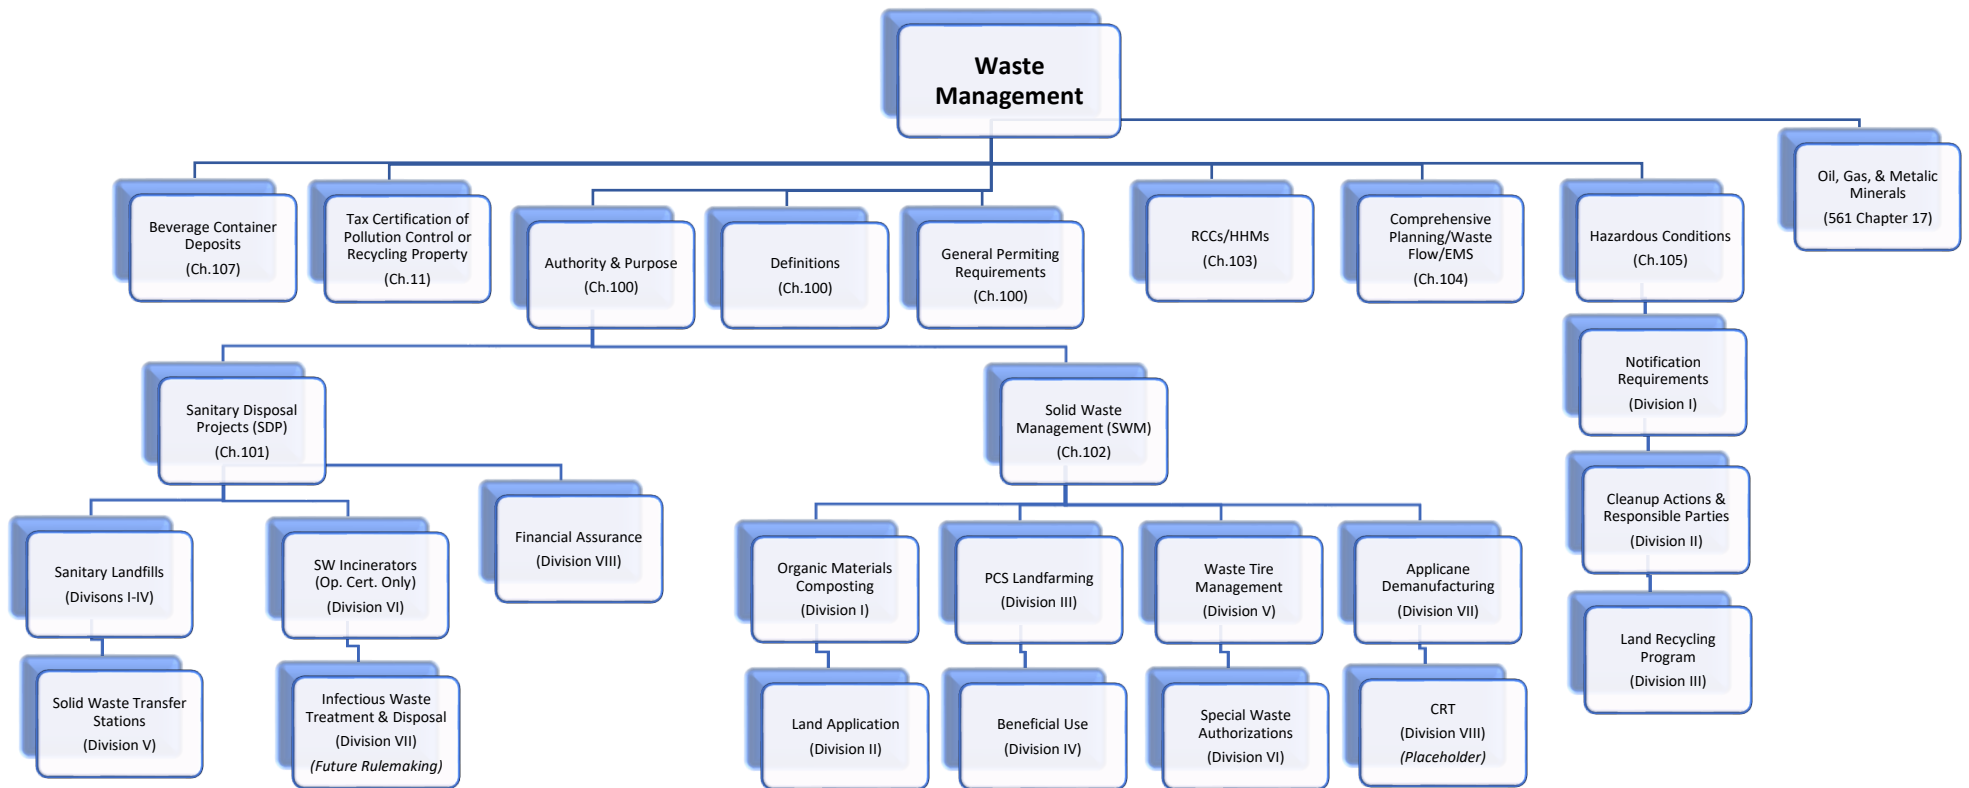 Waste
Management
Oil, Gas, & Metalic
Minerals
(561 Chapter 17)
Beverage Container
Deposits
(Ch.107)
Tax Certification of
Pollution Control or
Recycling Property
(Ch.11)
Authority & Purpose
(Ch.100)
Definitions
(Ch.100)
General Permiting
Requirements
(Ch.100)
RCCs/HHMs
(Ch.103)
Comprehensive
Planning/Waste
Flow/EMS
(Ch.104)
Hazardous Conditions
(Ch.105)
Notification
Requirements
(Division I)
Cleanup Actions &
Responsible Parties
(Division II)
Land Recycling
Program
(Division III)
Sanitary Disposal
Projects (SDP)
(Ch.101)
Solid Waste
Management (SWM)
(Ch.102)
Sanitary Landfills
(Divisons I-IV)
SW Incinerators
(Op. Cert. Only)
(Division VI)
Financial Assurance
(Division VIII)
Solid Waste Transfer
Stations
(Division V)
Infectious Waste
Treatment & Disposal
(Division VII)
(Future Rulemaking)
Organic Materials
Composting
(Division I)
PCS Landfarming
(Division III)
Waste Tire
Management
(Division V)
Applicane
Demanufacturing
(Division VII)
Land Application
(Division II)
Beneficial Use
(Division IV)
Special Waste
Authorizations
(Division VI)
CRT
(Division VIII)
(Placeholder)